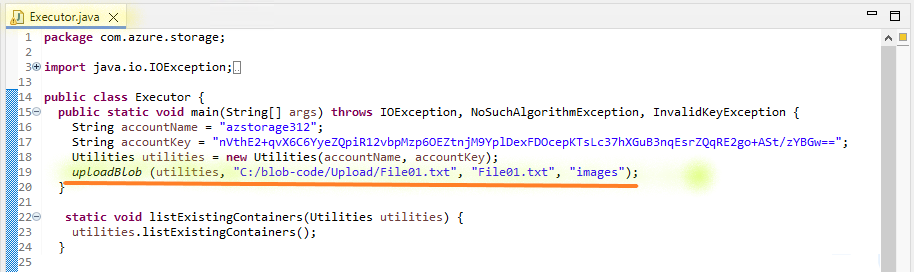 Executor.java
1 package com.azure.storage;
2
3 import java.io.IOException;
13
14 public class Executor {
15 public static void main(String[] args) throws IOException, NoSuchAlgorithmException, InvalidKeyException {
16 String accountName = "azstorage312";
17 String accountKey = "nVthE2+qvX6C6YyeZQpiR12vbpMzp6OEZtnjM9YplDexFDOcepKTsLc37hXGuB3nqEsrZQqRE2go+ASt/zYBGw==";
18 Utilities utilities = new Utilities(accountName, accountKey);
19 uploadBlob (utilities, "C:/blob-code/Upload/File01.txt", "File01.txt", "images");
20 }
21
22 static void listExistingContainers(Utilities utilities) {
23 utilities.listExistingContainers();
24 }
25